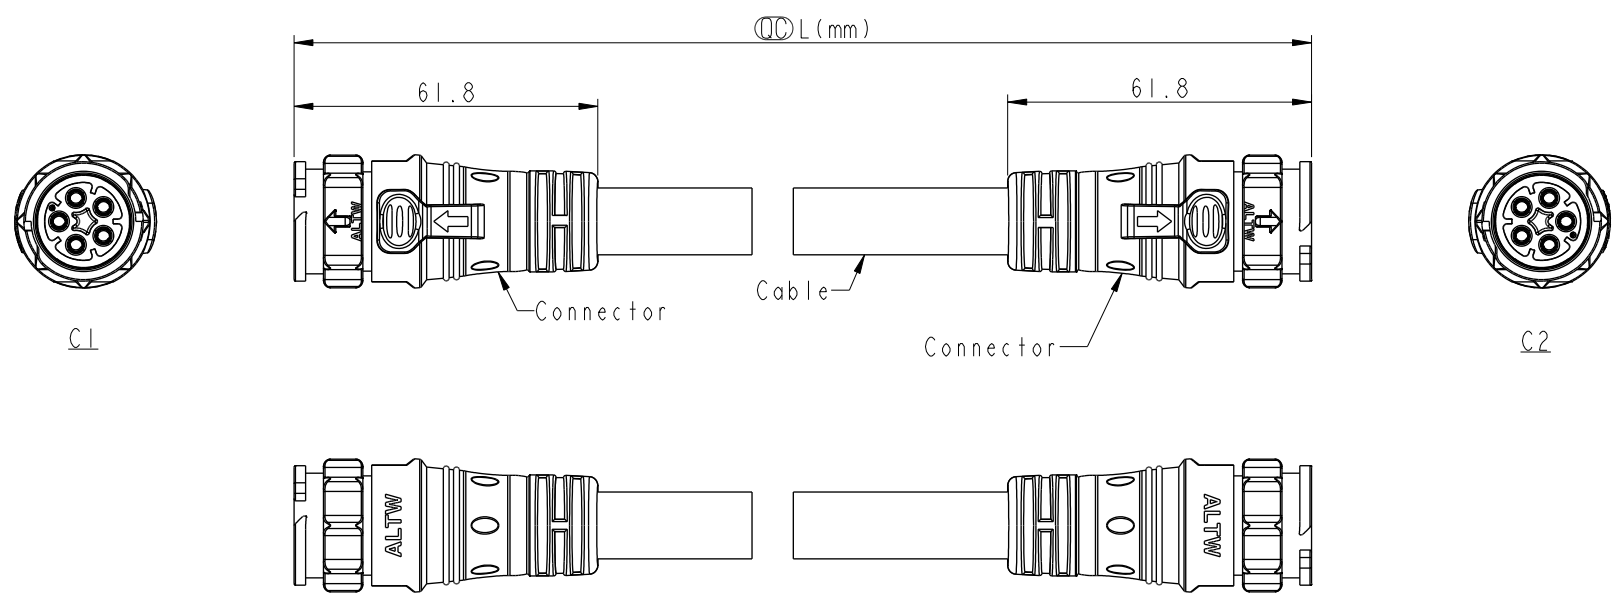 QC L(mm)
61.8
61.8
ALTW
ALTW
Connector
Cable
Connector
C1
C2
ALTW
ALTW